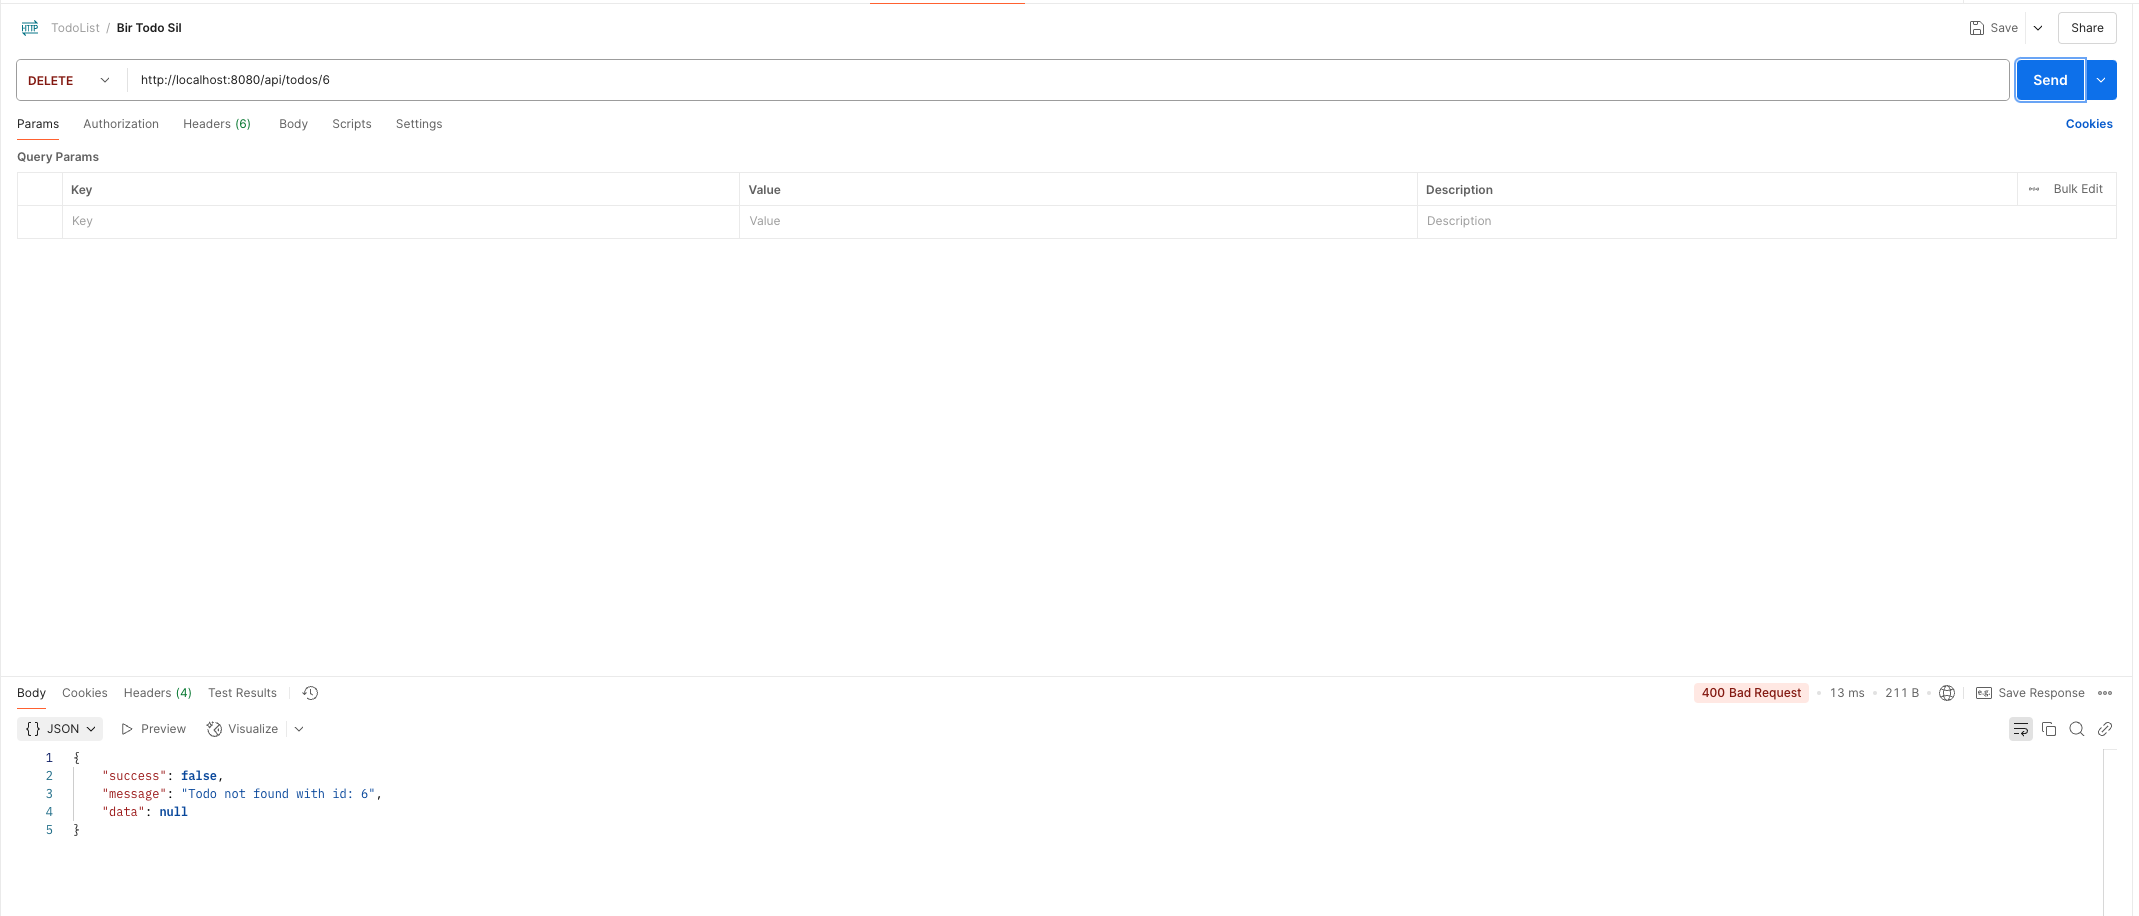 HTTP TodoList / Bir Todo Sil Save Share
DELETE http://localhost:8080/api/todos/6 Send
Params Authorization Headers (6) Body Scripts Settings Cookies
Query Params
Key Value Description Bulk Edit
Key Value Description
Body Cookies Headers (4) Test Results 400 Bad Request • 13 ms • 211 B • e.g. Save Response
{} JSON Preview Visualize
1 {
2 "success": false,
3 "message": "Todo not found with id: 6",
4 "data": null
5 }